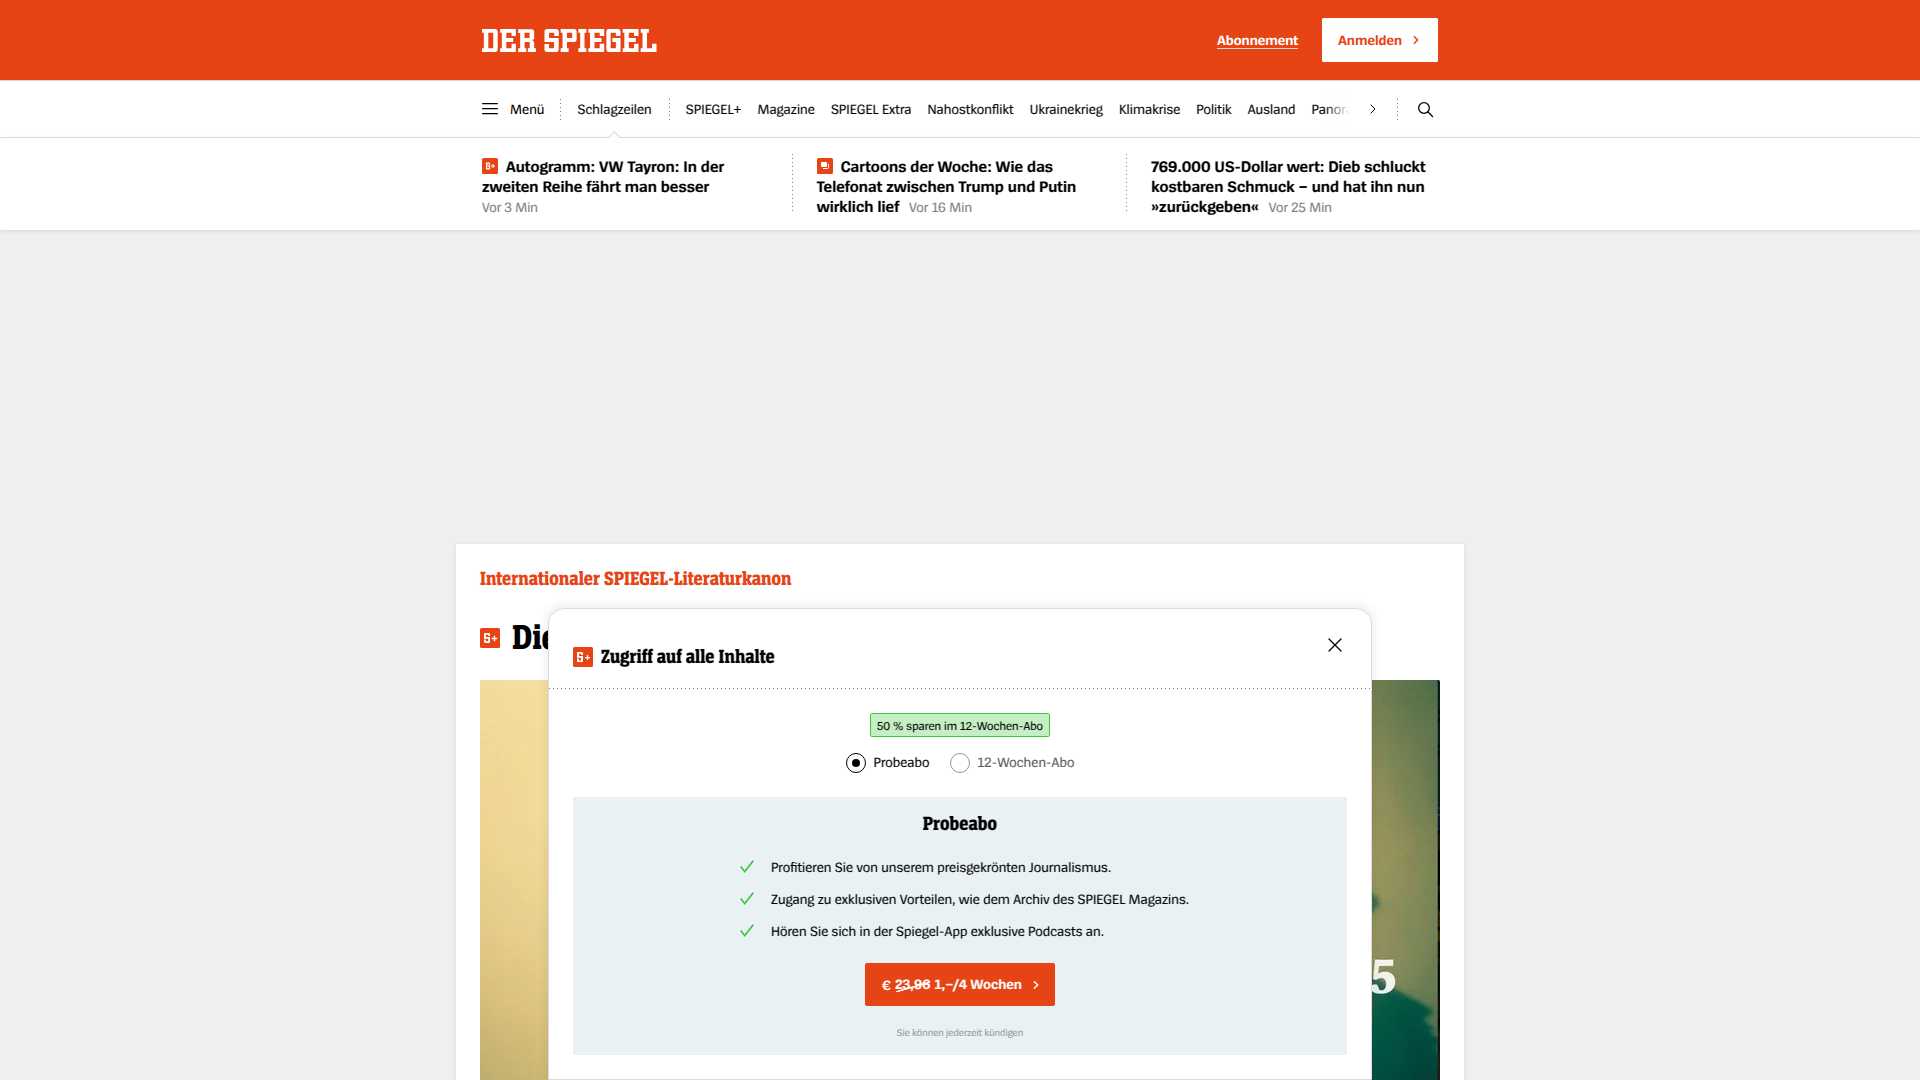 DER SPIEGEL
Abonnement
Anmelden
Menü
Schlagzeilen
SPIEGEL+
Magazine
SPIEGEL Extra
Nahostkonflikt
Ukrainekrieg
Klimakrise
Politik
Ausland
Autogramm: VW Tayron: In der
zweiten Reihe fährt man besser
Vor 3 Min
Cartoons der Woche: Wie das
Telefonat zwischen Trump und Putin
wirklich lief Vor 16 Min
769.000 US-Dollar wert: Dieb schluckt
kostbaren Schmuck – und hat ihn nun
»zurückgeben« Vor 25 Min
Internationaler SPIEGEL-Literaturkanon
Zugriff auf alle Inhalte
50 % sparen im 12-Wochen-Abo
Probeabo
12-Wochen-Abo
Probeabo
Profitieren Sie von unserem preisgekrönten Journalismus.
Zugang zu exklusiven Vorteilen, wie dem Archiv des SPIEGEL Magazins.
Hören Sie sich in der Spiegel-App exklusive Podcasts an.
€ 23,96 1,–/4 Wochen
Sie können jederzeit kündigen
5